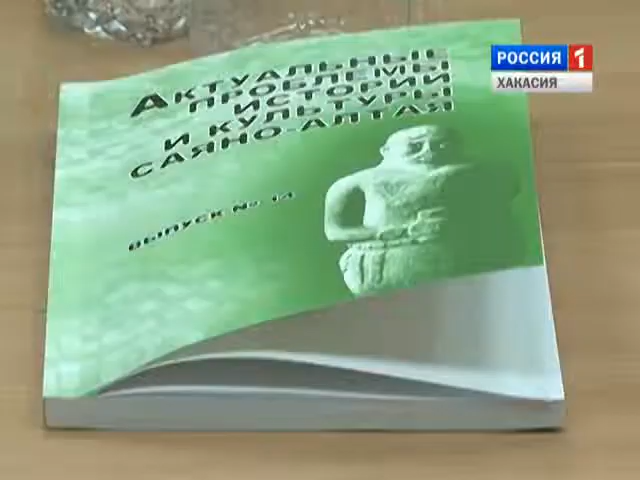 РОССИЯ 1
ХАКАСИЯ
АКТУАЛЬНЫЕ
ПРОБЛЕМЫ
ИСТОРИИ
И КУЛЬТУРЫ
САЯНО-АЛТАЯ
ВЫПУСК № 14